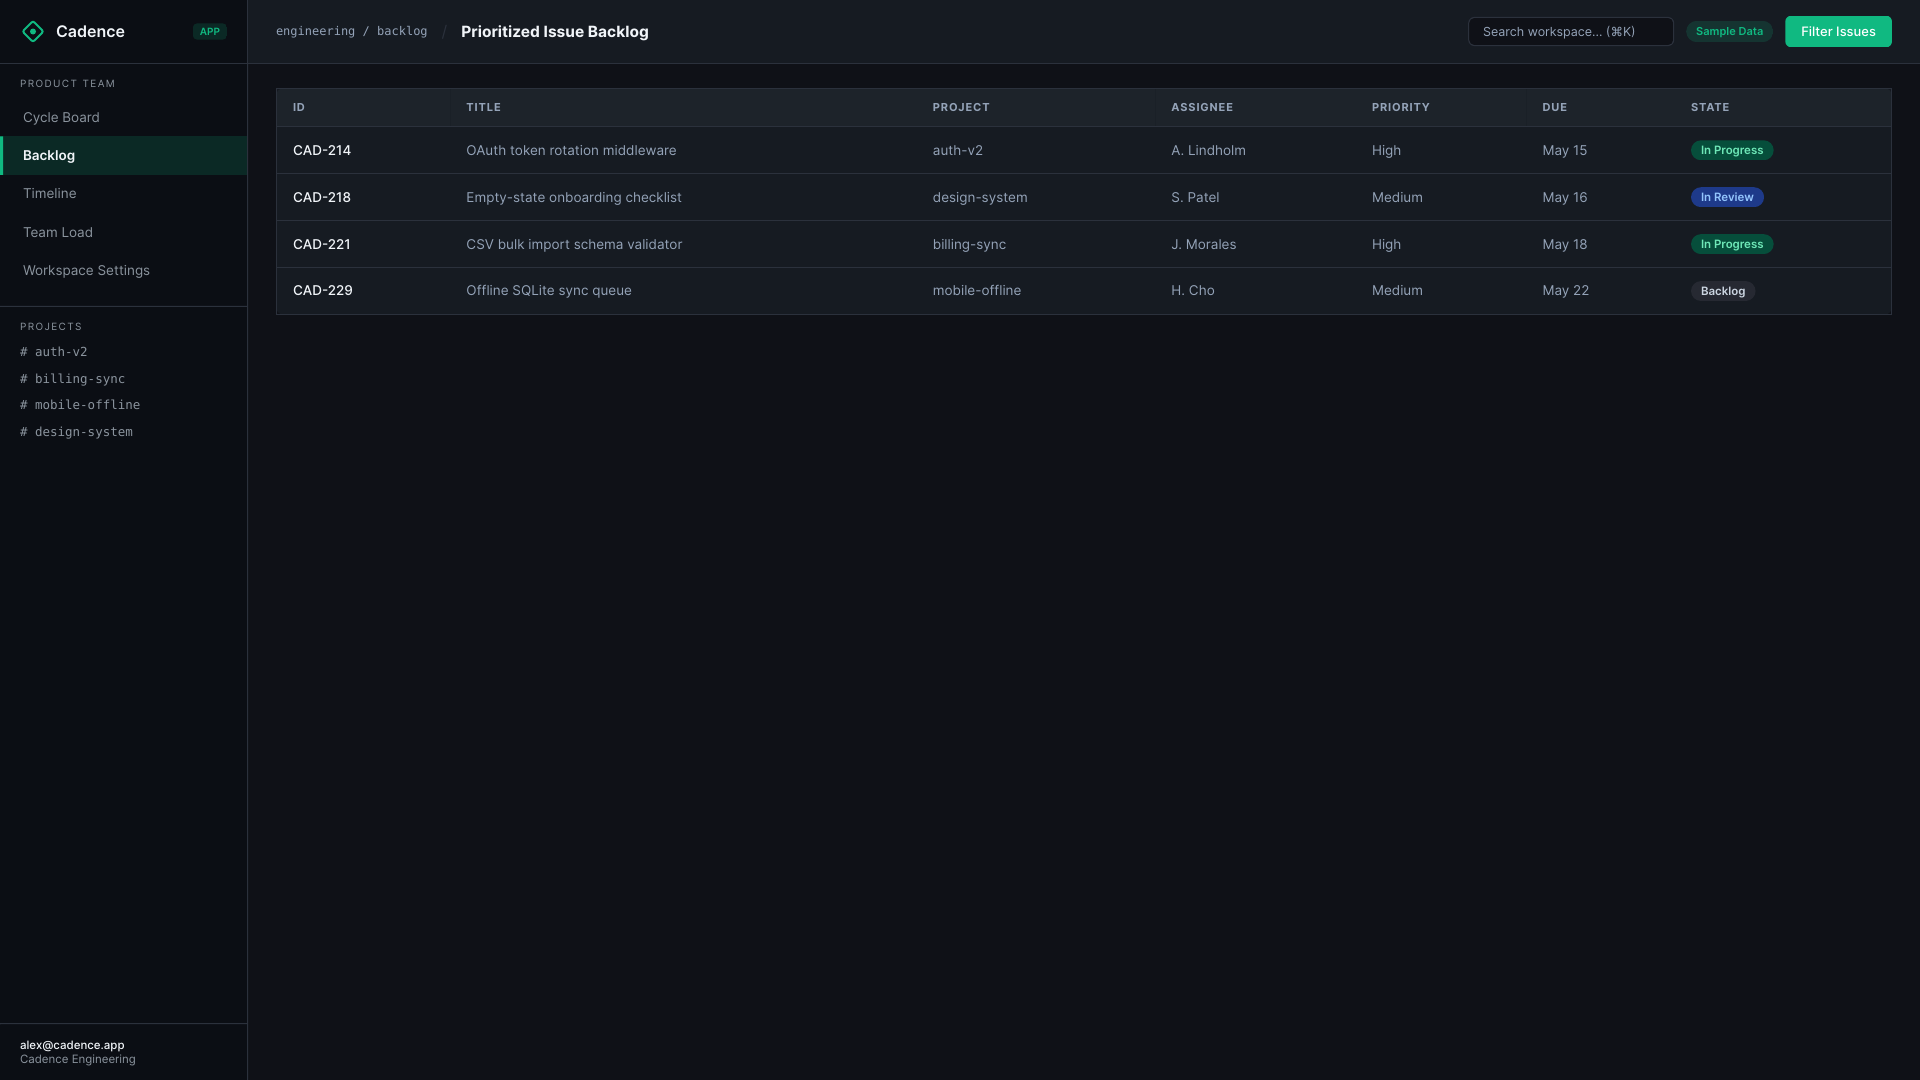 Cadence APP
PRODUCT TEAM
Cycle Board
Backlog
Timeline
Team Load
Workspace Settings
PROJECTS
# auth-v2
# billing-sync
# mobile-offline
# design-system
alex@cadence.app
Cadence Engineering
engineering / backlog / Prioritized Issue Backlog
Search workspace... (⌘K) Sample Data Filter Issues
ID TITLE PROJECT ASSIGNEE PRIORITY DUE STATE
CAD-214 OAuth token rotation middleware auth-v2 A. Lindholm High May 15 In Progress
CAD-218 Empty-state onboarding checklist design-system S. Patel Medium May 16 In Review
CAD-221 CSV bulk import schema validator billing-sync J. Morales High May 18 In Progress
CAD-229 Offline SQLite sync queue mobile-offline H. Cho Medium May 22 Backlog